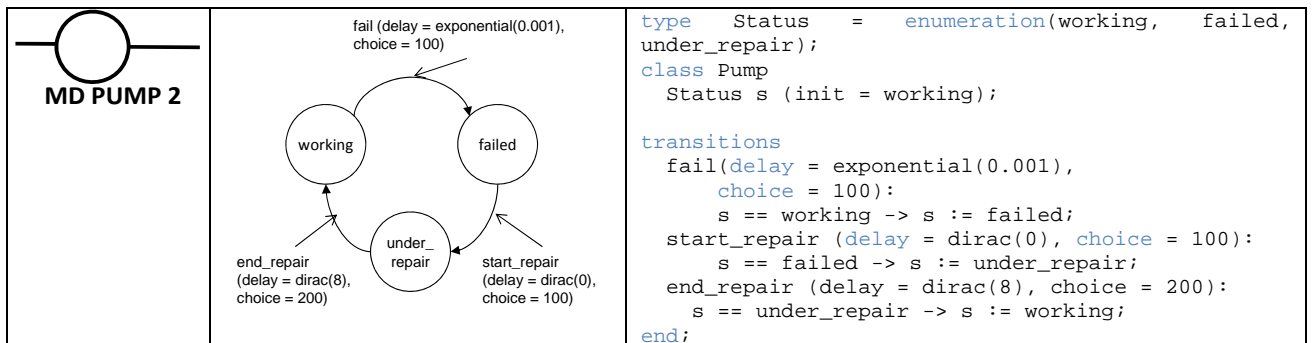 MD PUMP 2
fail (delay = exponential(0.001),
choice = 100)
working
failed
under_
repair
end_repair
(delay = dirac(8),
choice = 200)
start_repair
(delay = dirac(0),
choice = 100)
type Status = enumeration(working, failed,
under_repair);
class Pump
Status s (init = working);
transitions
fail(delay = exponential(0.001),
choice = 100):
s == working -> s := failed;
start_repair (delay = dirac(0), choice = 100):
s == failed -> s := under_repair;
end_repair (delay = dirac(8), choice = 200):
s == under_repair -> s := working;
end;